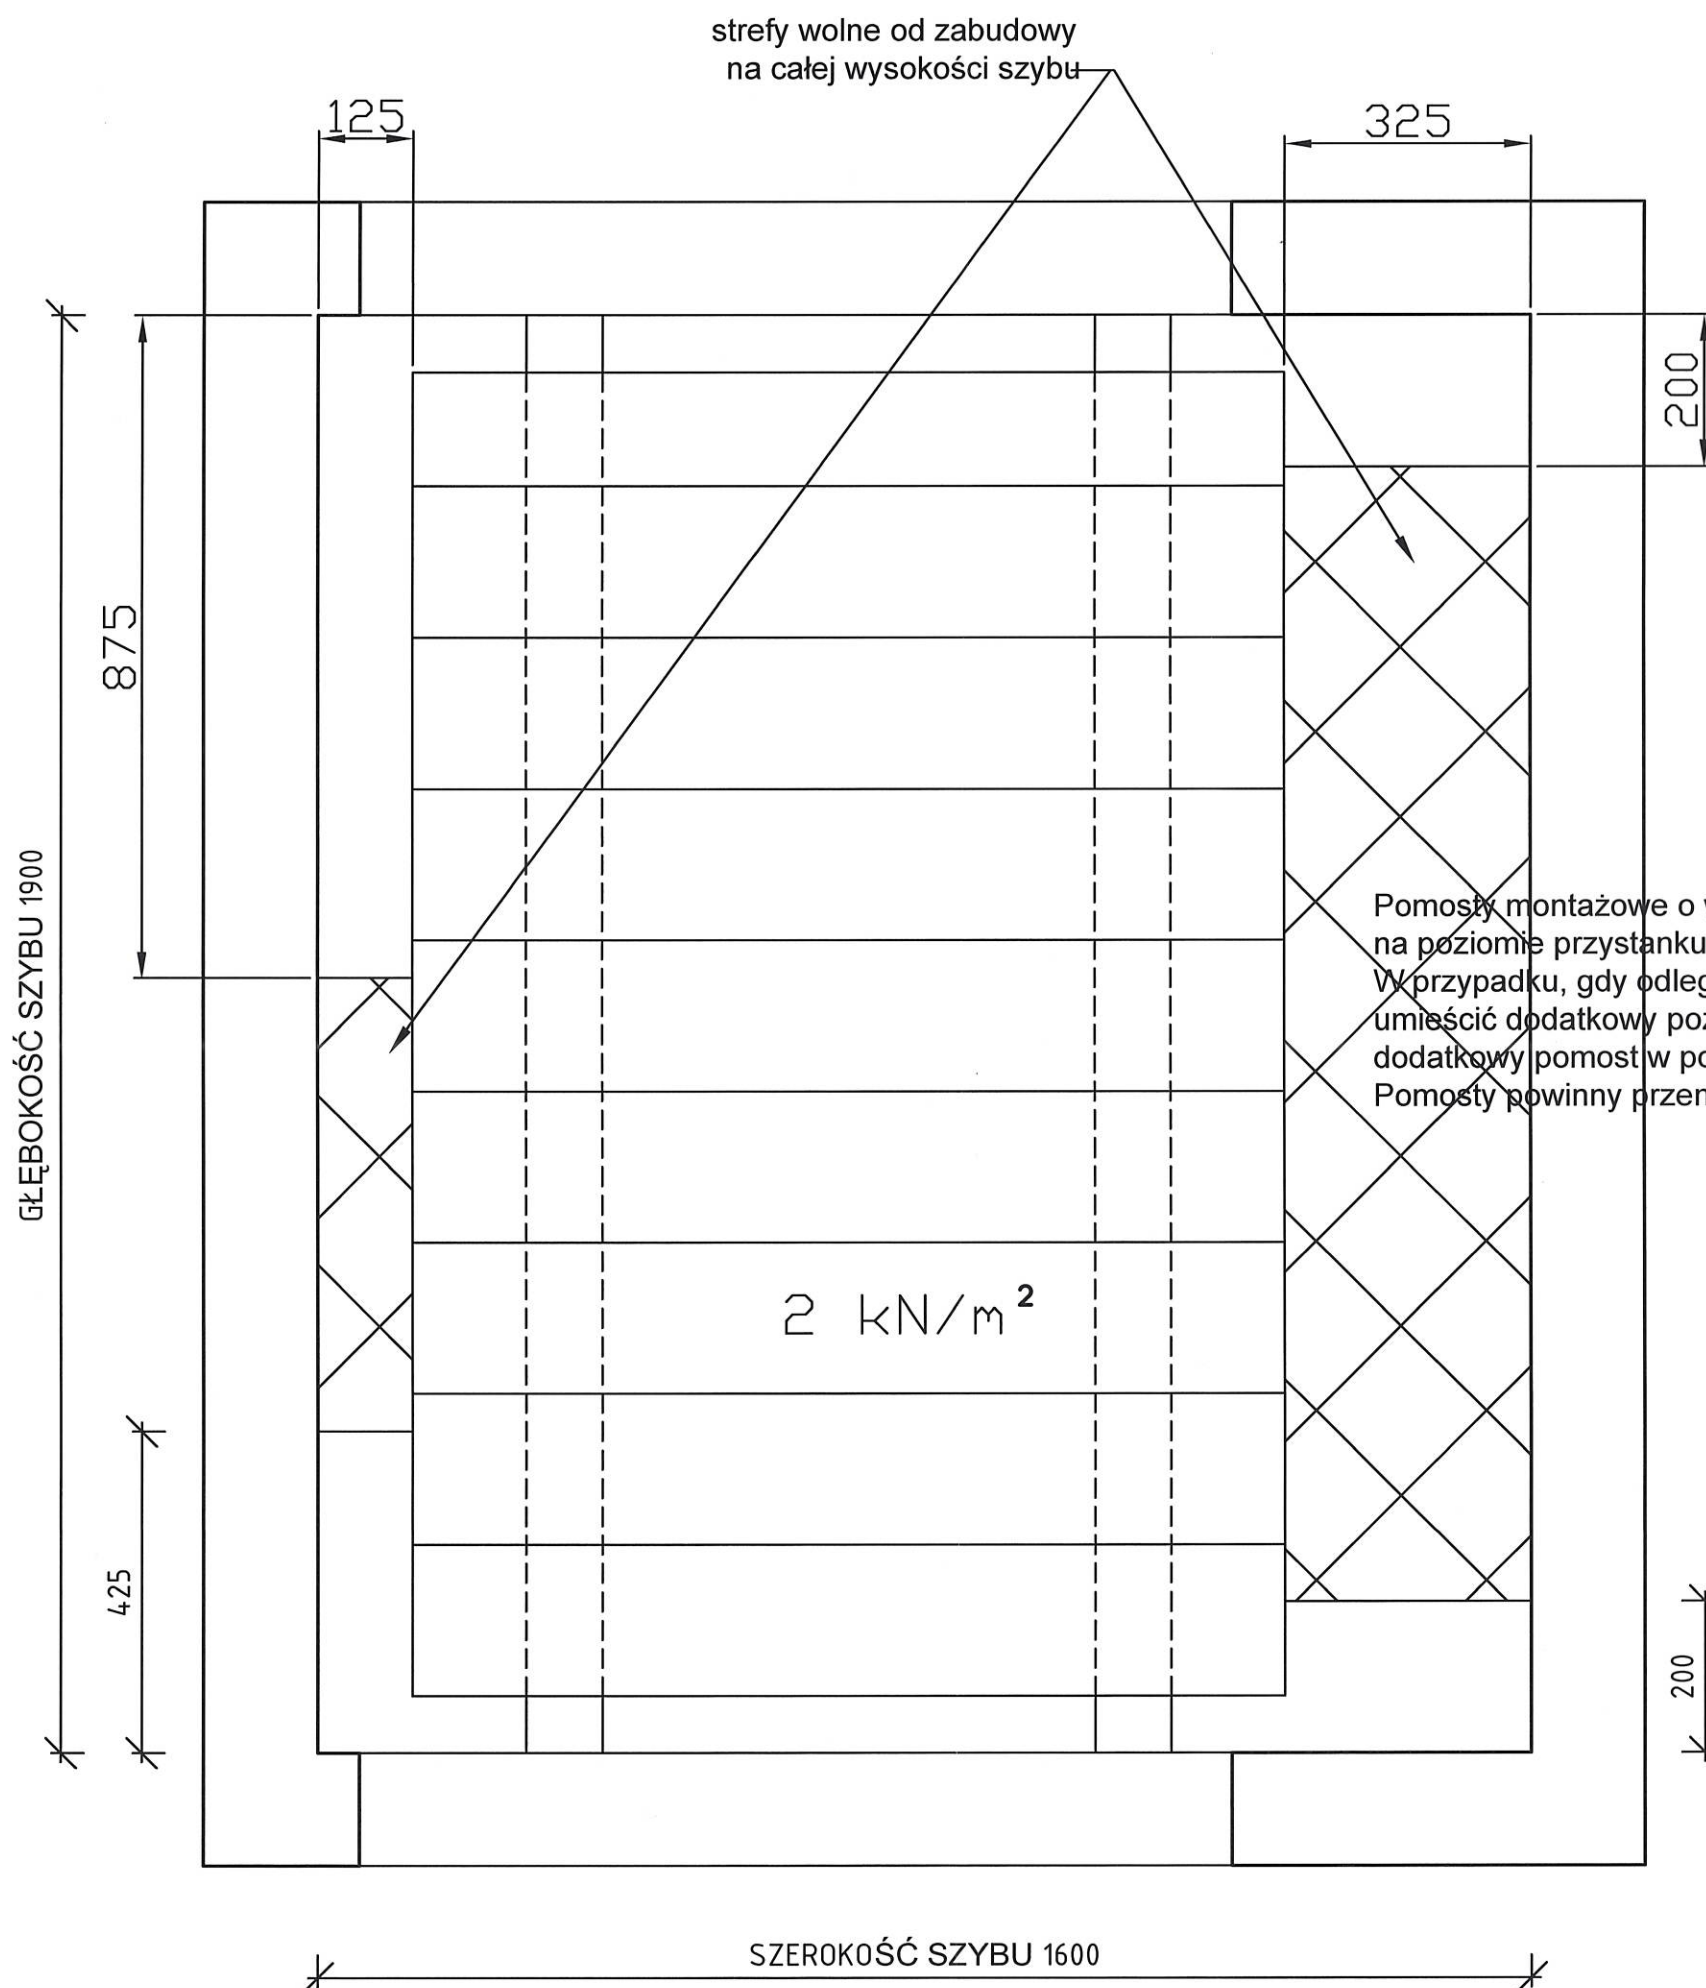 strefy wolne od zabudowy
na całej wysokości szybu
125
325
200
875
GŁĘBOKOŚĆ SZYBU 1900
Pomosty montażowe o
na poziomie przystanku
W przypadku, gdy odleg
umieścić dodatkowy poz
dodatkowy pomost w po
Pomosty powinny przen
2 kN/m²
425
200
SZEROKOŚĆ SZYBU 1600